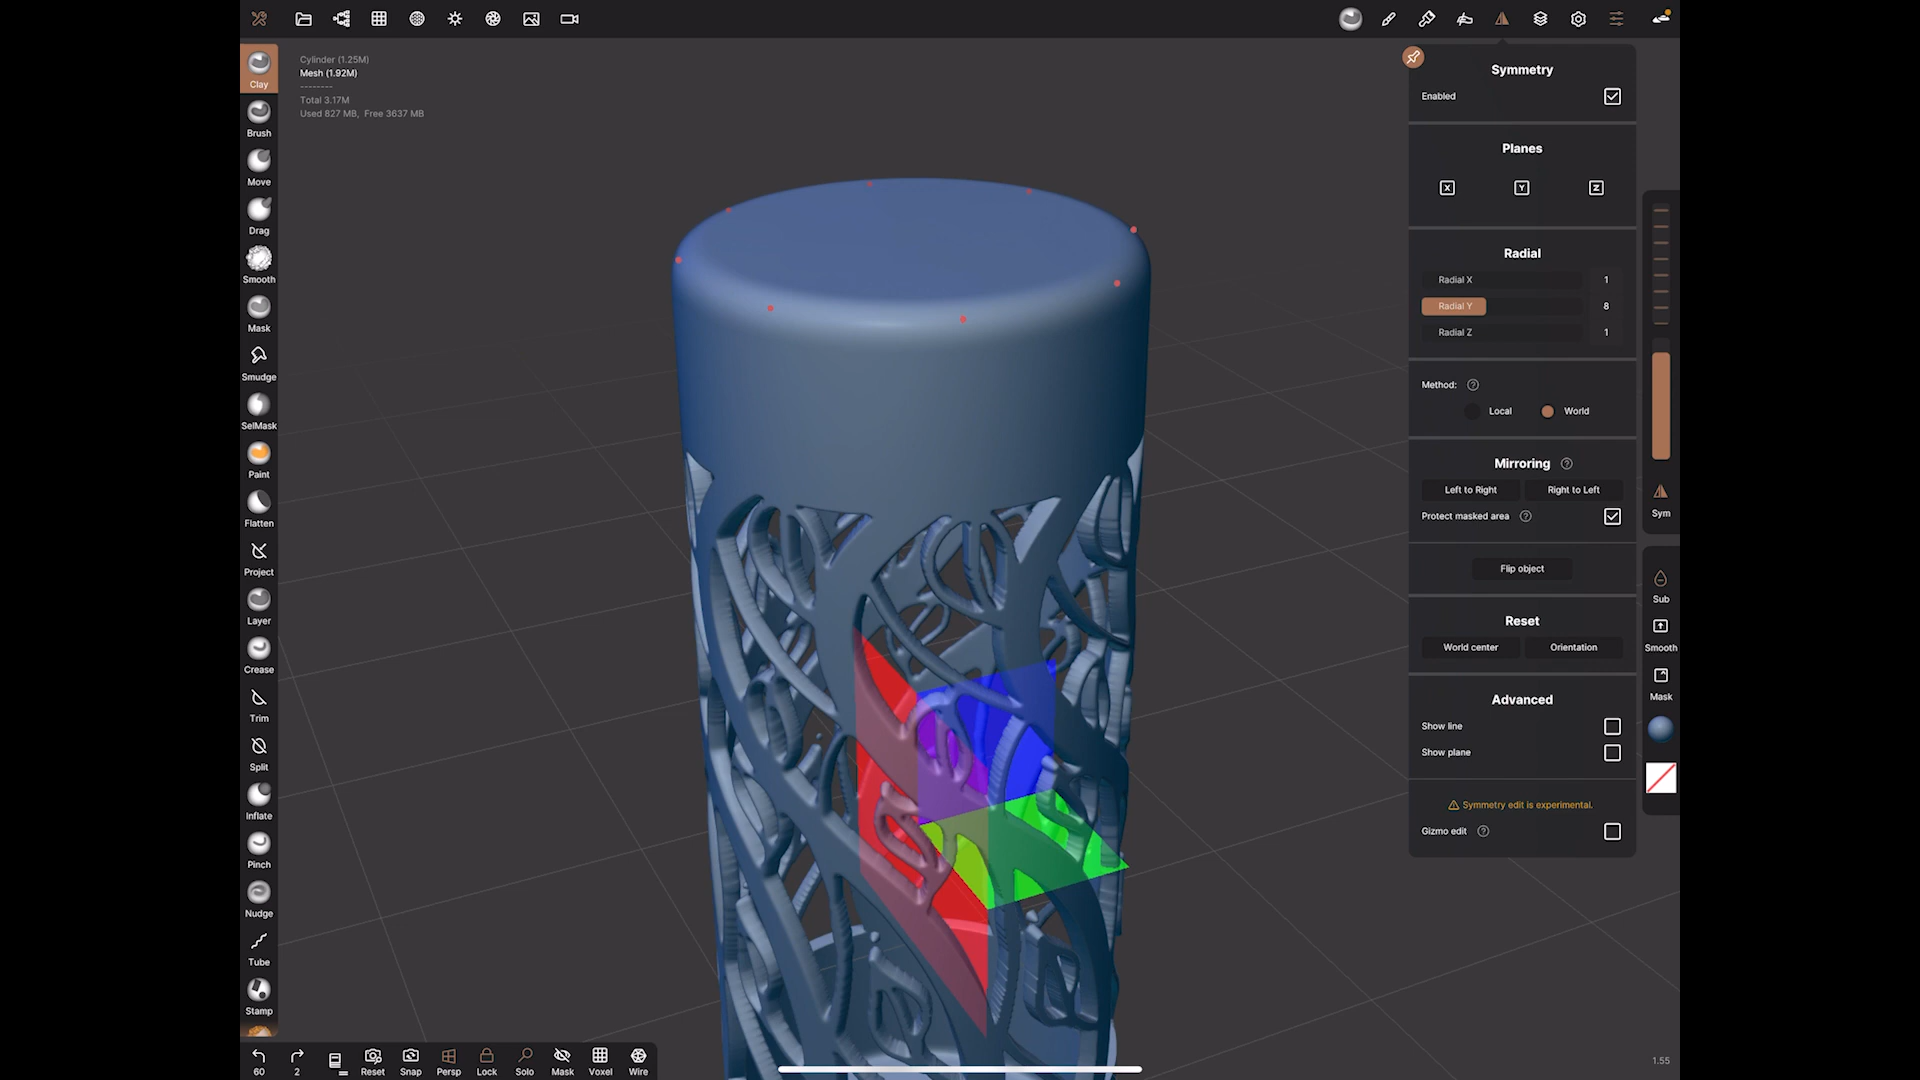 Cylinder (1.25M)
Mesh (1.92M)
--------
Total 3.17M
Used 827 MB, Free 3637 MB
Clay
Brush
Move
Drag
Smooth
Mask
Smudge
SelMask
Paint
Flatten
Project
Layer
Crease
Trim
Split
Inflate
Pinch
Nudge
Tube
Stamp
Symmetry
Enabled
Planes
X Y Z
Radial
Radial X 1
Radial Y 8
Radial Z 1
Method: ?
Local World
Mirroring ?
Left to Right Right to Left
Protect masked area ?
Flip object
Reset
World center Orientation
Advanced
Show line
Show plane
Symmetry edit is experimental.
Gizmo edit ?
Sym
Sub
Smooth
Mask
60 2 Reset Snap Persp Lock Solo Mask Voxel Wire
1.55